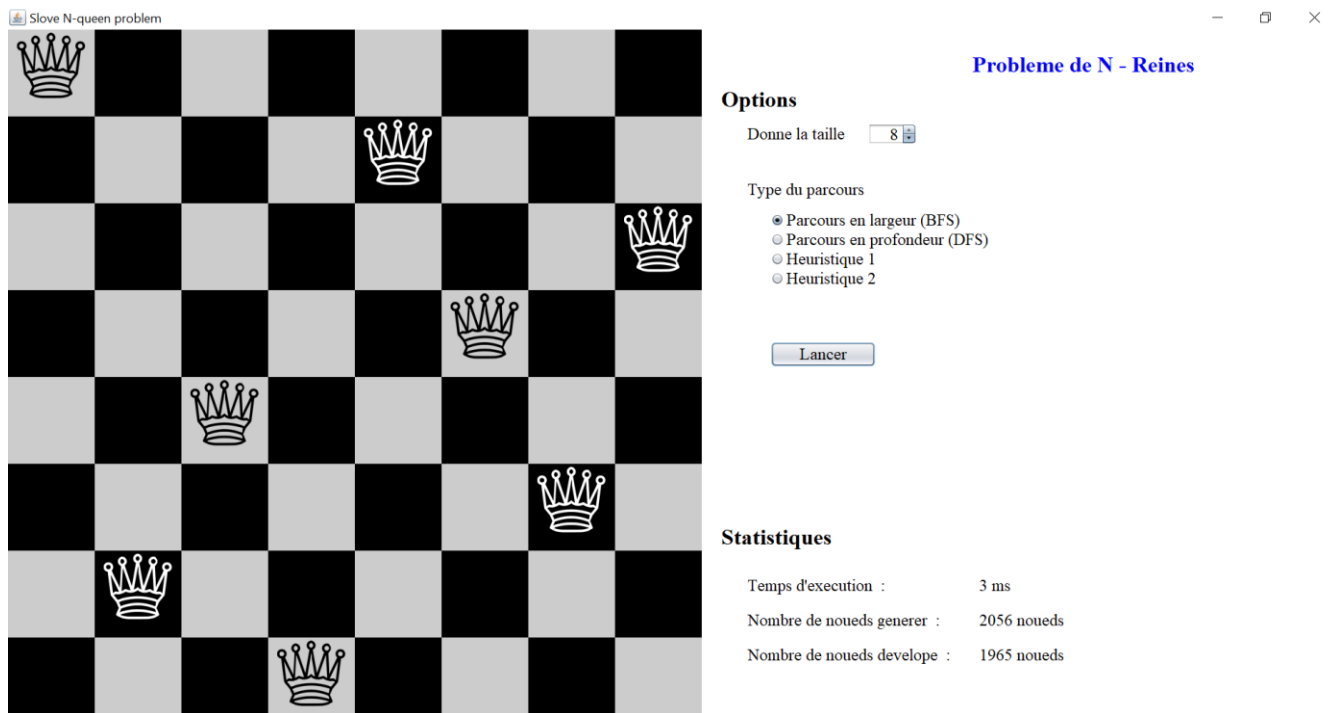 Slove N-queen problem
Probleme de N - Reines
Options
Donne la taille 8
Type du parcours
Parcours en largeur (BFS)
Parcours en profondeur (DFS)
Heuristique 1
Heuristique 2
Lancer
Statistiques
Temps d'execution : 3 ms
Nombre de noueds generer : 2056 noueds
Nombre de noueds develope : 1965 noueds